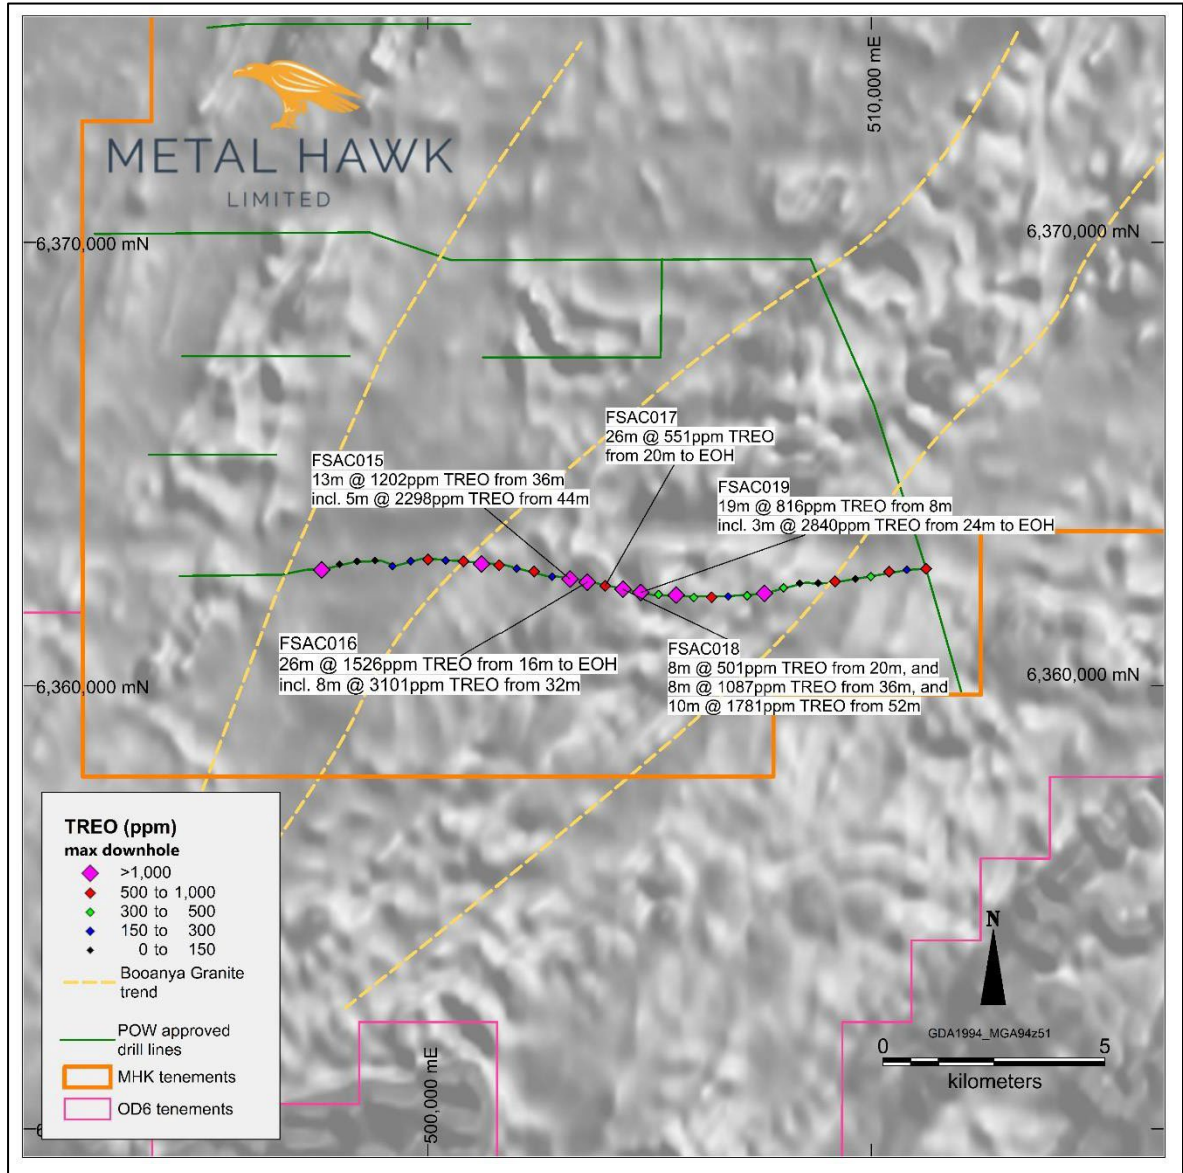 METAL HAWK
LIMITED
510,000 mE
6,370,000 mN
6,370,000 mN
FSAC017
26m @ 551ppm TREO
from 20m to EOH
FSAC015
13m @ 1202ppm TREO from 36m
incl. 5m @ 2298ppm TREO from 44m
FSAC019
19m @ 816ppm TREO from 8m
incl. 3m @ 2840ppm TREO from 24m to EOH
FSAC016
26m @ 1526ppm TREO from 16m to EOH
incl. 8m @ 3101ppm TREO from 32m
FSAC018
8m @ 501ppm TREO from 20m, and
8m @ 1087ppm TREO from 36m, and
10m @ 1781ppm TREO from 52m
6,360,000 mN
6,360,000 mN
TREO (ppm)
max downhole
>1,000
500 to 1,000
300 to 500
150 to 300
0 to 150
Booanya Granite
trend
POW approved
drill lines
MHK tenements
OD6 tenements
500,000 mE
N
GDA1994_MGA94z51
0 5
kilometers